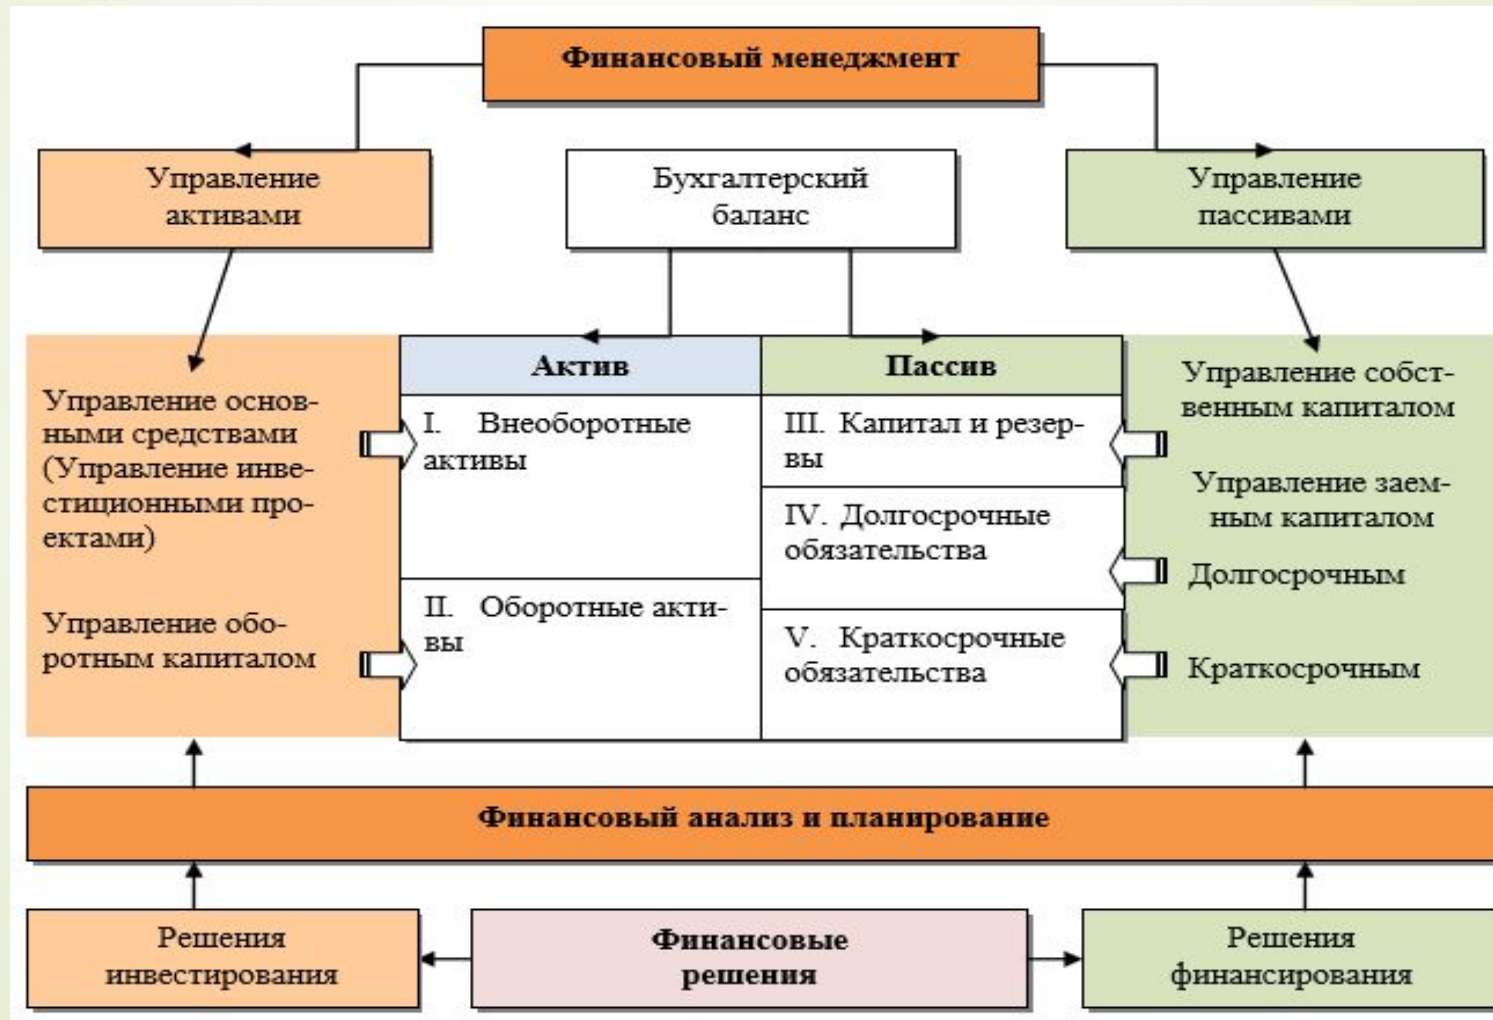 Финансовый менеджмент
Управление
активами
Бухгалтерский
баланс
Управление
пассивами
Управление основ-
ными средствами
(Управление инве-
стиционными про-
ектами)
Управление обо-
ротным капиталом
Актив
I. Внеоборотные
активы
II. Оборотные акти-
вы
Пассив
III. Капитал и резер-
вы
IV. Долгосрочные
обязательства
V. Краткосрочные
обязательства
Управление собст-
венным капиталом
Управление заем-
ным капиталом
Долгосрочным
Краткосрочным
Финансовый анализ и планирование
Решения
инвестирования
Финансовые
решения
Решения
финансирования